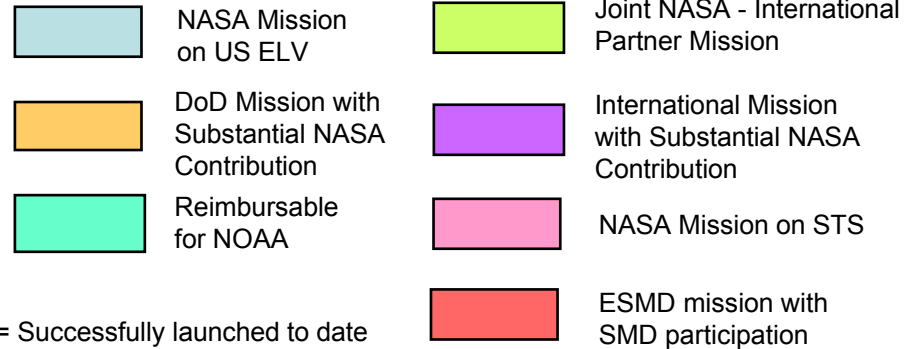 NASA Mission
on US ELV
Joint NASA - International
Partner Mission
DoD Mission with
Substantial NASA
Contribution
International Mission
with Substantial NASA
Contribution
Reimbursable
for NOAA
NASA Mission on STS
= Successfully launched to date
ESMD mission with
SMD participation